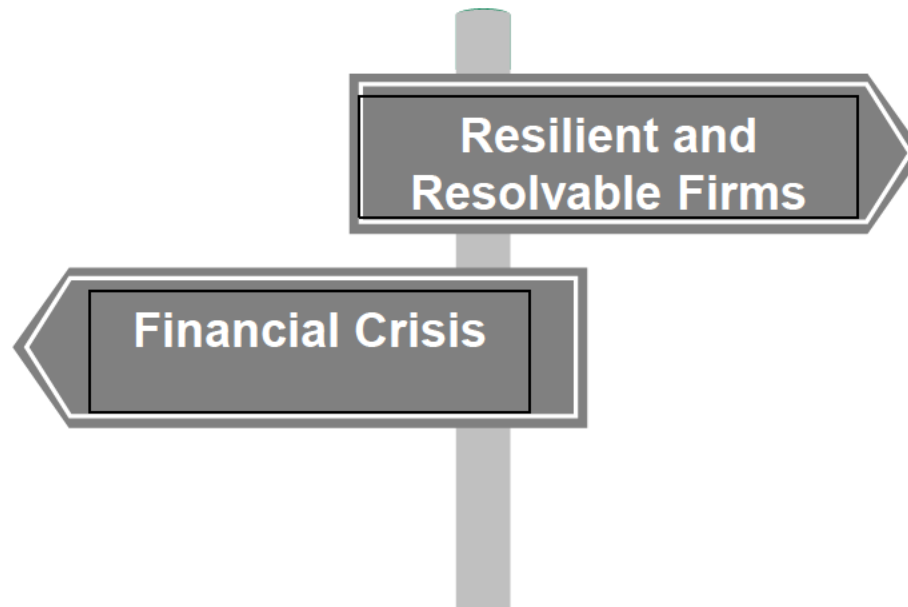 Resilient and
Resolvable Firms
Financial Crisis